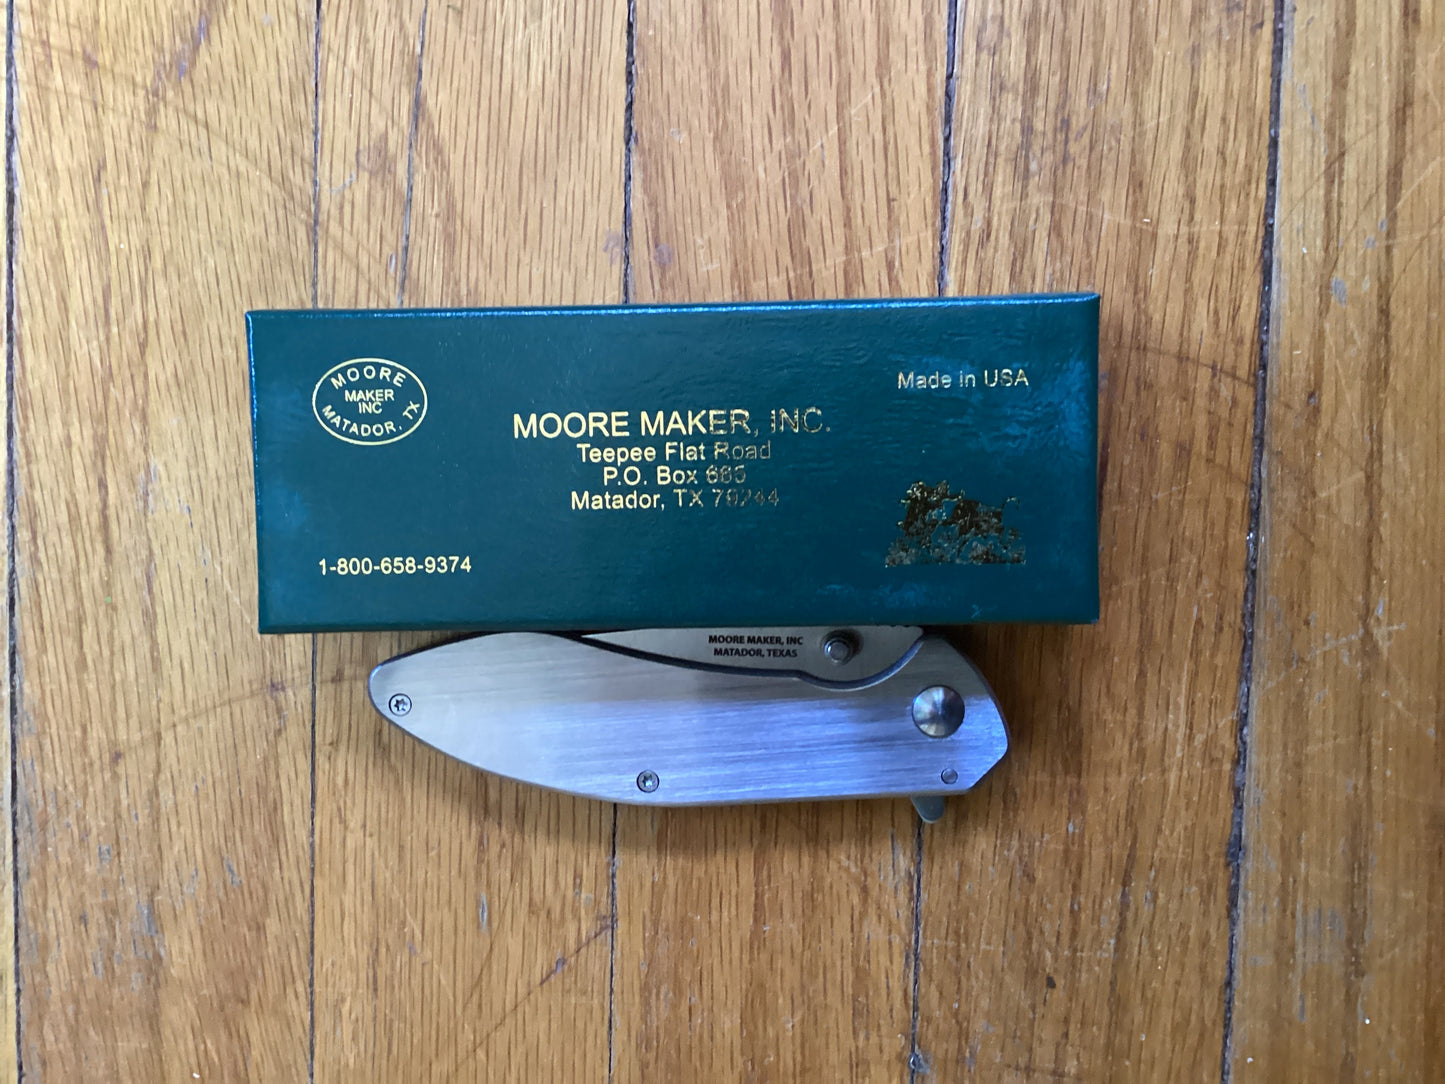 MOORE
MAKER
INC
MATADOR, TX
Made in USA
MOORE MAKER, INC.
Teepee Flat Road
P.O. Box 665
Matador, TX 79244
1-800-658-9374
MOORE MAKER, INC
MATADOR, TEXAS